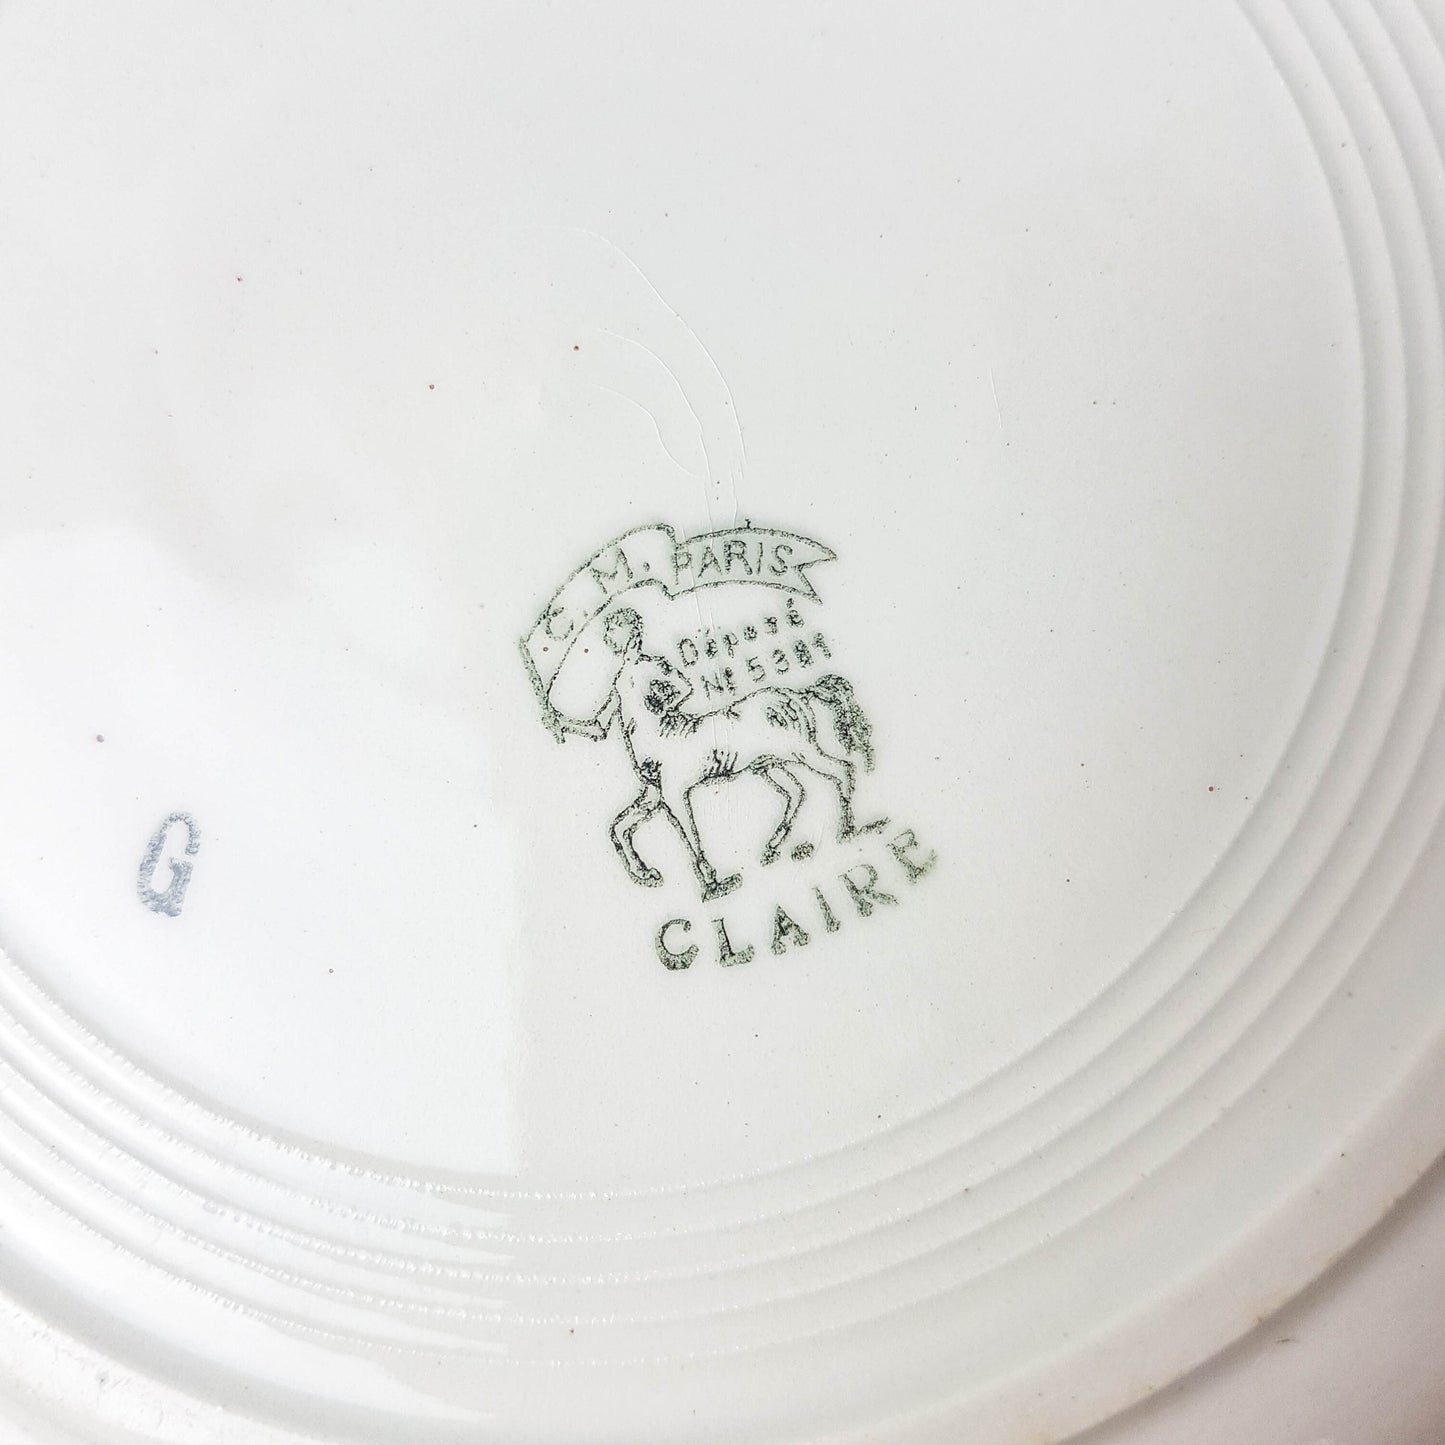 C. M. PARIS
Déposé
No 5381
CLAIRE
G